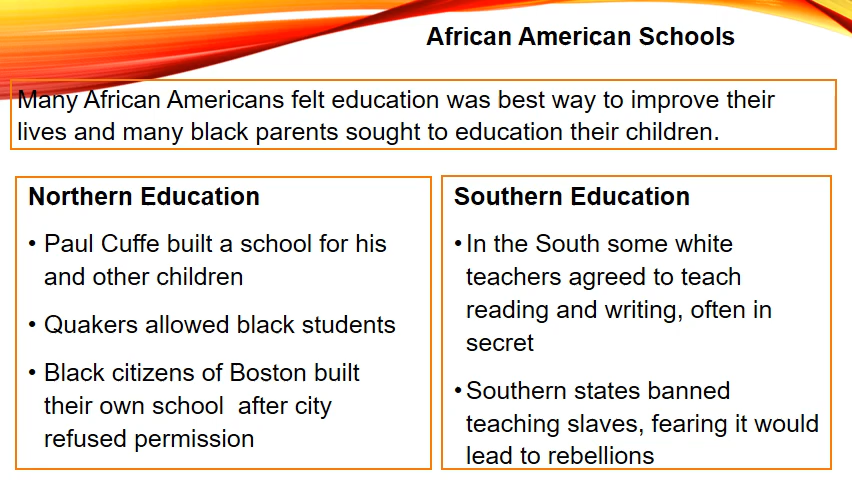 African American Schools
Many African Americans felt education was best way to improve their
lives and many black parents sought to education their children.
Northern Education
• Paul Cuffe built a school for his
and other children
• Quakers allowed black students
• Black citizens of Boston built
their own school  after city
refused permission
Southern Education
• In the South some white
teachers agreed to teach
reading and writing, often in
secret
• Southern states banned
teaching slaves, fearing it would
lead to rebellions